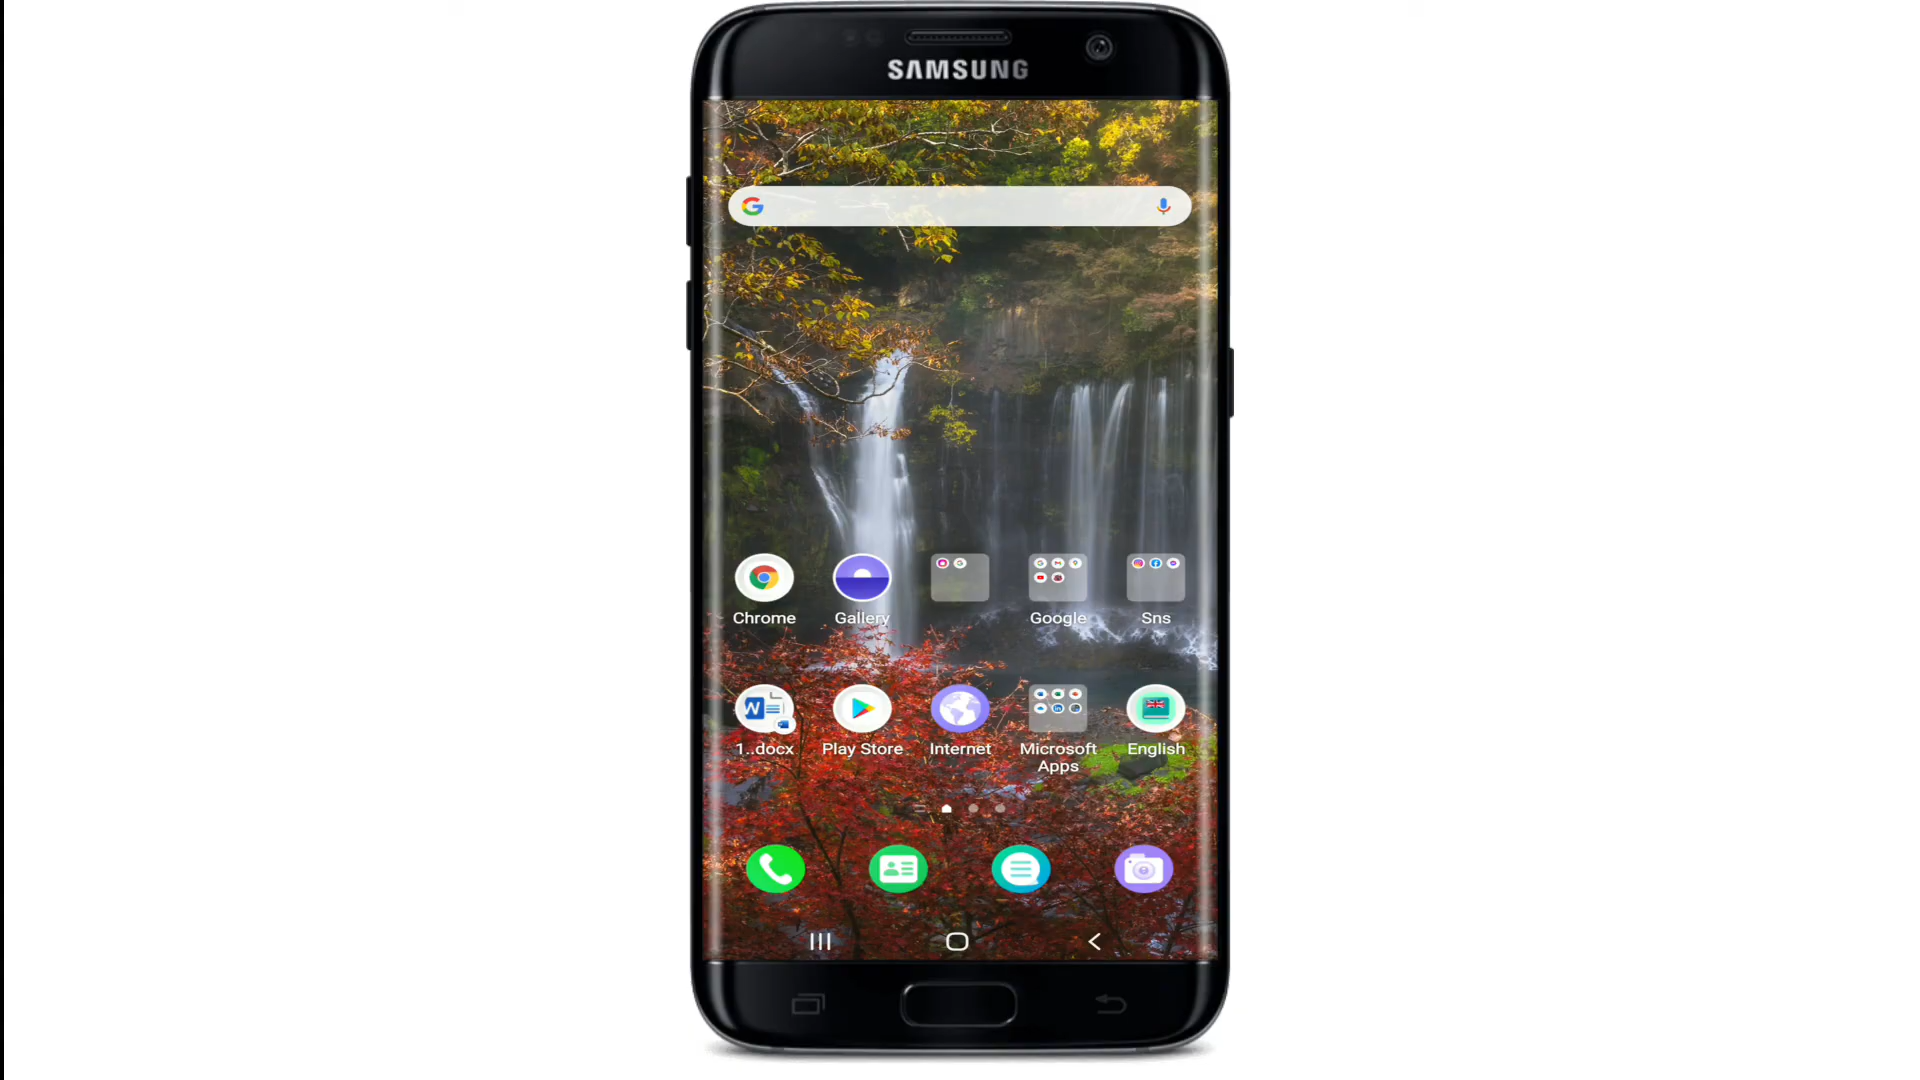 SAMSUNG
Chrome
Gallery
Google
Sns
1..docx
Play Store
Internet
Microsoft
Apps
English